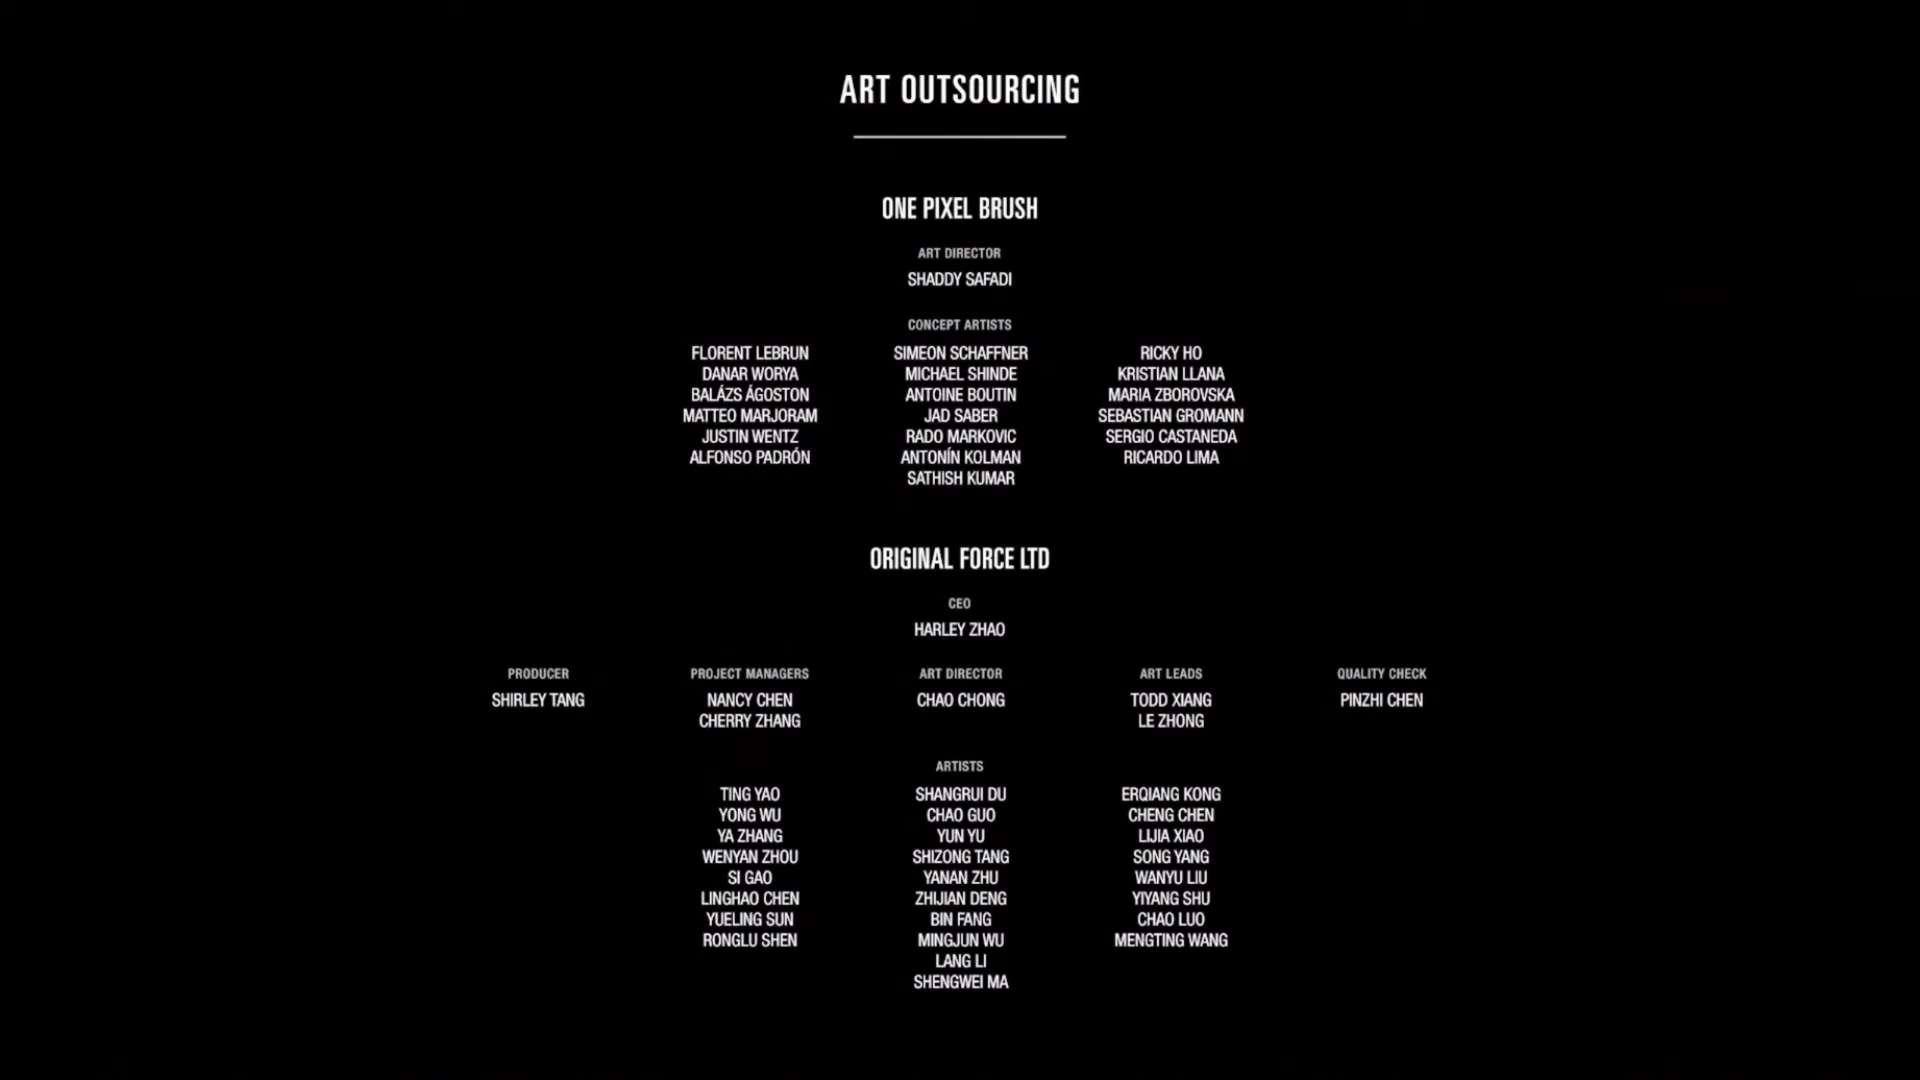 ART OUTSOURCING
ONE PIXEL BRUSH
ART DIRECTOR
SHADDY SAFADI
CONCEPT ARTISTS
FLORENT LEBRUN SIMEON SCHAFFNER RICKY HO
DANAR WORYA MICHAEL SHINDE KRISTIAN LLANA
BALÁZS ÁGOSTON ANTOINE BOUTIN MARIA ZBOROVSKA
MATTEO MARJORAM JAD SABER SEBASTIAN GROMANN
JUSTIN WENTZ RADO MARKOVIC SERGIO CASTANEDA
ALFONSO PADRÓN ANTONÍN KOLMAN RICARDO LIMA
SATHISH KUMAR
ORIGINAL FORCE LTD
CEO
HARLEY ZHAO
PRODUCER PROJECT MANAGERS ART DIRECTOR ART LEADS QUALITY CHECK
SHIRLEY TANG NANCY CHEN CHAO CHONG TODD XIANG PINZHI CHEN
CHERRY ZHANG LE ZHONG
ARTISTS
TING YAO SHANGRUI DU ERQIANG KONG
YONG WU CHAO GUO CHENG CHEN
YA ZHANG YUN YU LIJIA XIAO
WENYAN ZHOU SHIZONG TANG SONG YANG
SI GAO YANAN ZHU WANYU LIU
LINGHAO CHEN ZHIJIAN DENG YIYANG SHU
YUELING SUN BIN FANG CHAO LUO
RONGLU SHEN MINGJUN WU MENGTING WANG
LANG LI
SHENGWEI MA